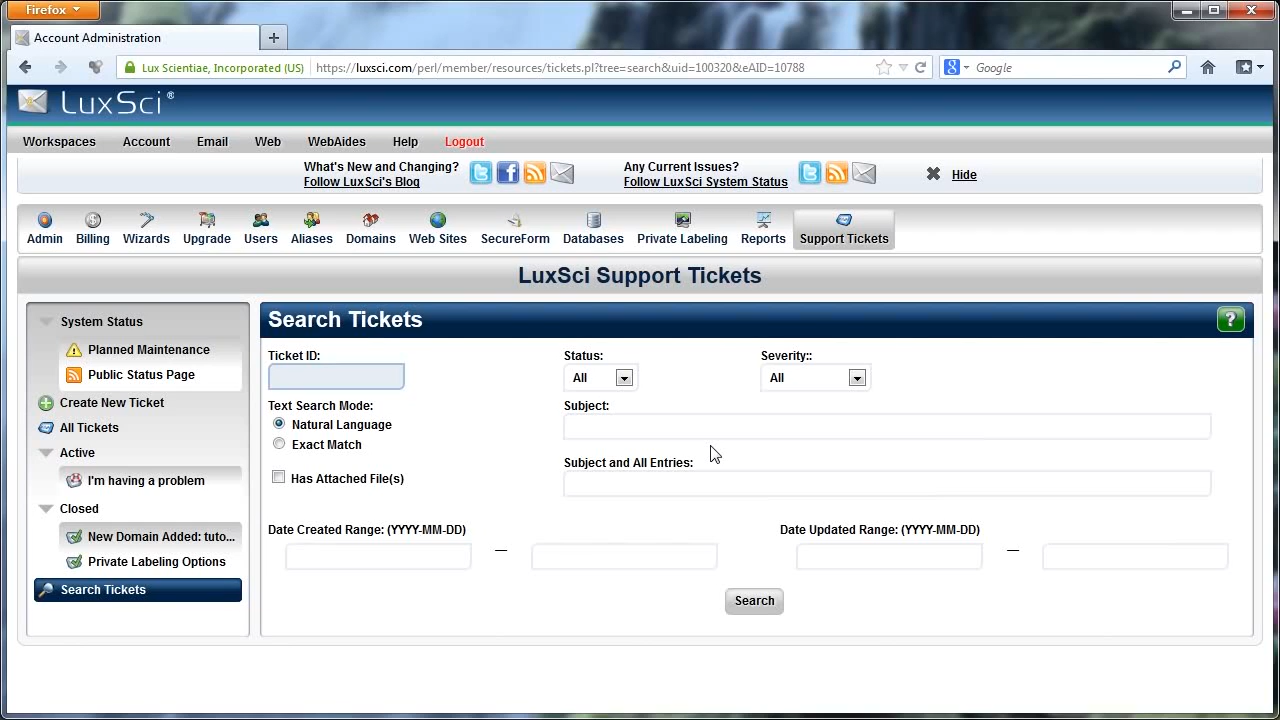 Firefox
Account Administration
Lux Scientiae, Incorporated (US) https://luxsci.com/perl/member/resources/tickets.pl?tree=search&uid=100320&eAID=10788
Google
LuxSci®
Workspaces Account Email Web WebAides Help Logout
What's New and Changing?
Follow LuxSci's Blog
Any Current Issues?
Follow LuxSci System Status
Hide
Admin Billing Wizards Upgrade Users Aliases Domains Web Sites SecureForm Databases Private Labeling Reports Support Tickets
LuxSci Support Tickets
System Status
Planned Maintenance
Public Status Page
Create New Ticket
All Tickets
Active
I'm having a problem
Closed
New Domain Added: tuto...
Private Labeling Options
Search Tickets
Search Tickets
?
Ticket ID:
Status:
All
Severity::
All
Text Search Mode:
Natural Language
Exact Match
Has Attached File(s)
Subject:
Subject and All Entries:
Date Created Range: (YYYY-MM-DD)
—
Date Updated Range: (YYYY-MM-DD)
—
Search